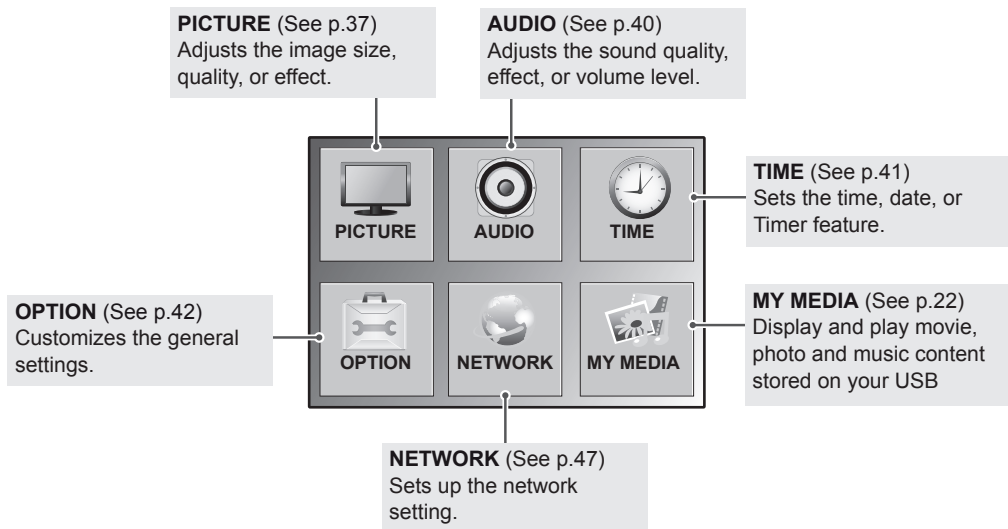 PICTURE (See p.37)
Adjusts the image size,
quality, or effect.
AUDIO (See p.40)
Adjusts the sound quality,
effect, or volume level.
PICTURE
AUDIO
TIME
TIME (See p.41)
Sets the time, date, or
Timer feature.
OPTION (See p.42)
Customizes the general
settings.
OPTION
NETWORK
MY MEDIA
MY MEDIA (See p.22)
Display and play movie,
photo and music content
stored on your USB
NETWORK (See p.47)
Sets up the network
setting.